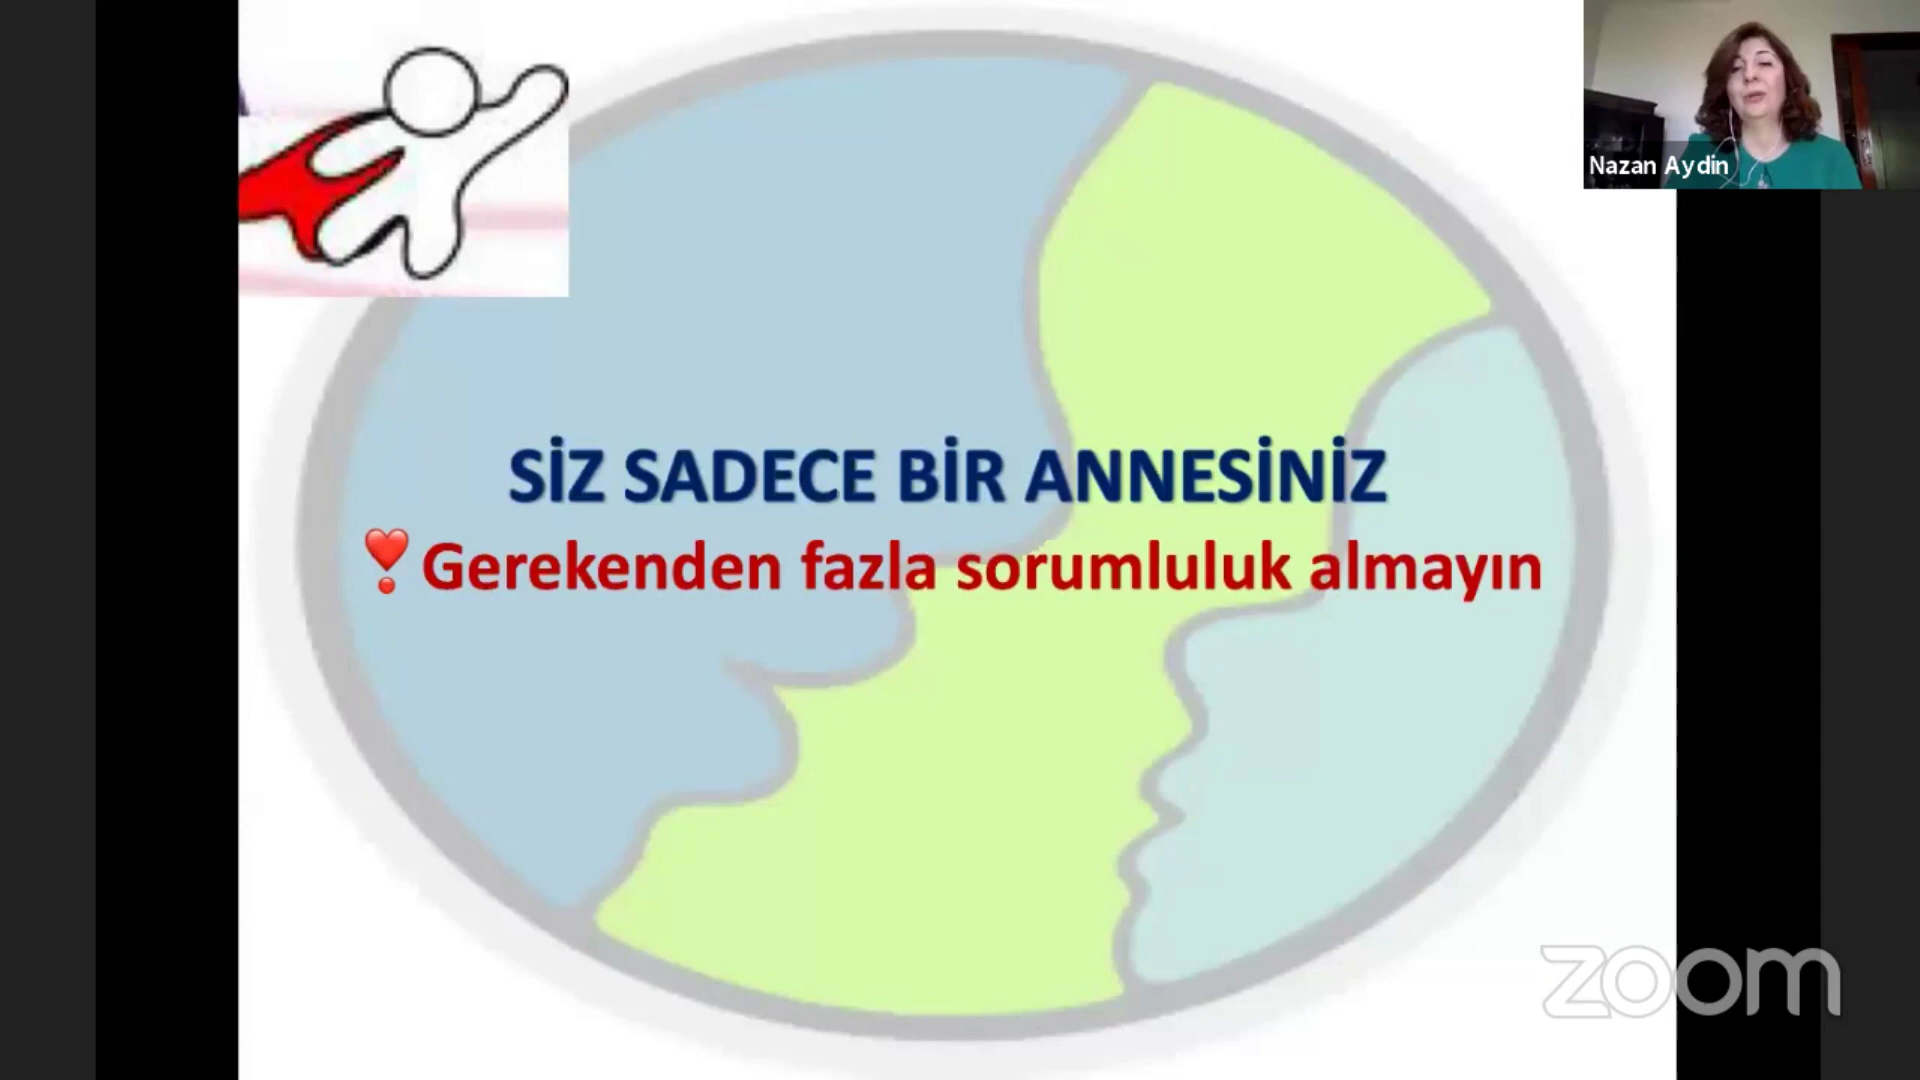 Nazan Aydin
SİZ SADECE BİR ANNESİNİZ
❣Gerekenden fazla sorumluluk almayın
zoom